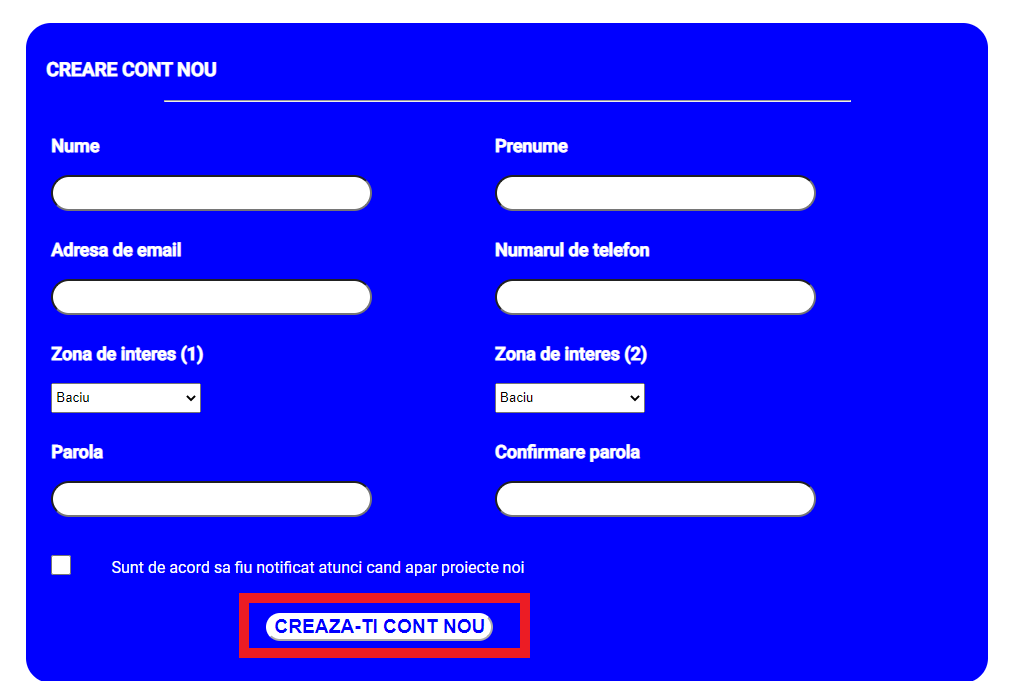 CREARE CONT NOU
Nume
Prenume
Adresa de email
Numarul de telefon
Zona de interes (1)
Zona de interes (2)
Baciu
Baciu
Parola
Confirmare parola
Sunt de acord sa fiu notificat atunci cand apar proiecte noi
CREAZA-TI CONT NOU